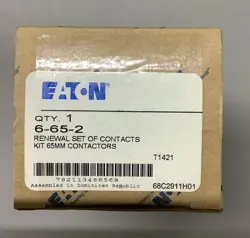 EATON
QTY. 1
6-65-2
RENEWAL SET OF CONTACTS
KIT 65MM CONTACTORS
T1421
782113456569
Assembled in Dominican Republic
68C2911H01